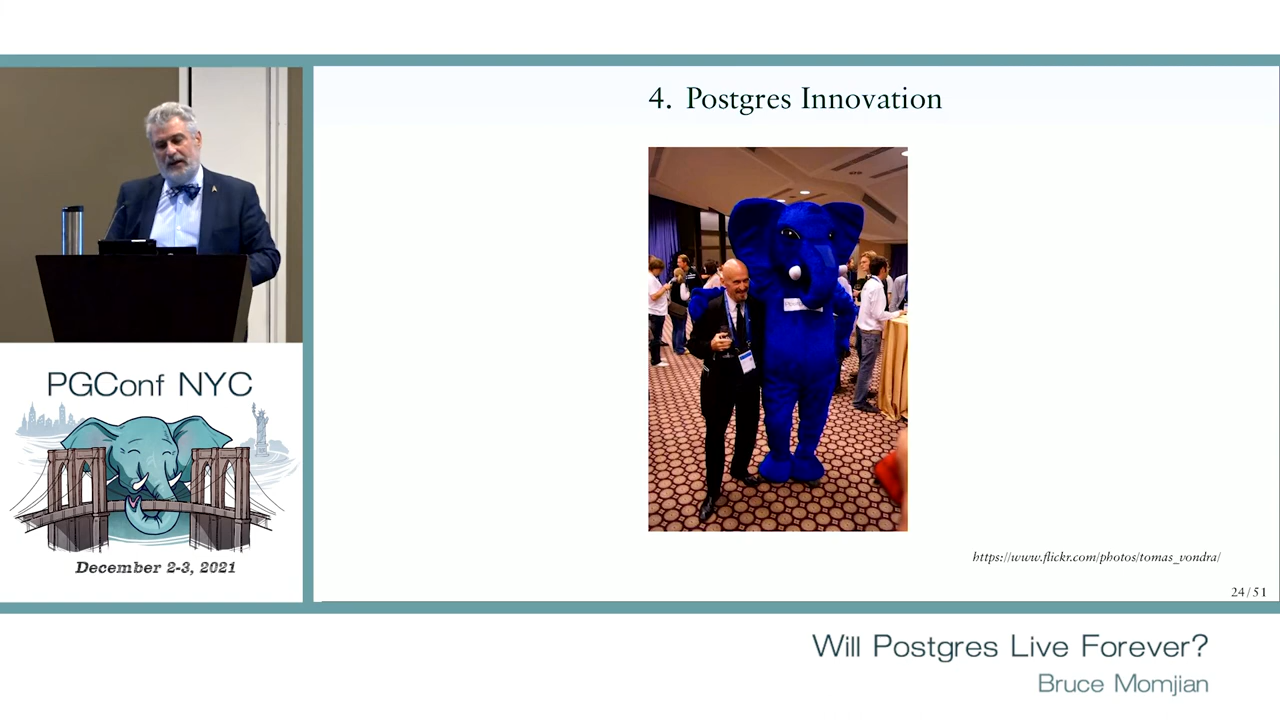 4. Postgres Innovation
https://www.flickr.com/photos/tomas_vondra/
24/51
PGConf NYC
December 2-3, 2021
Will Postgres Live Forever?
Bruce Momjian